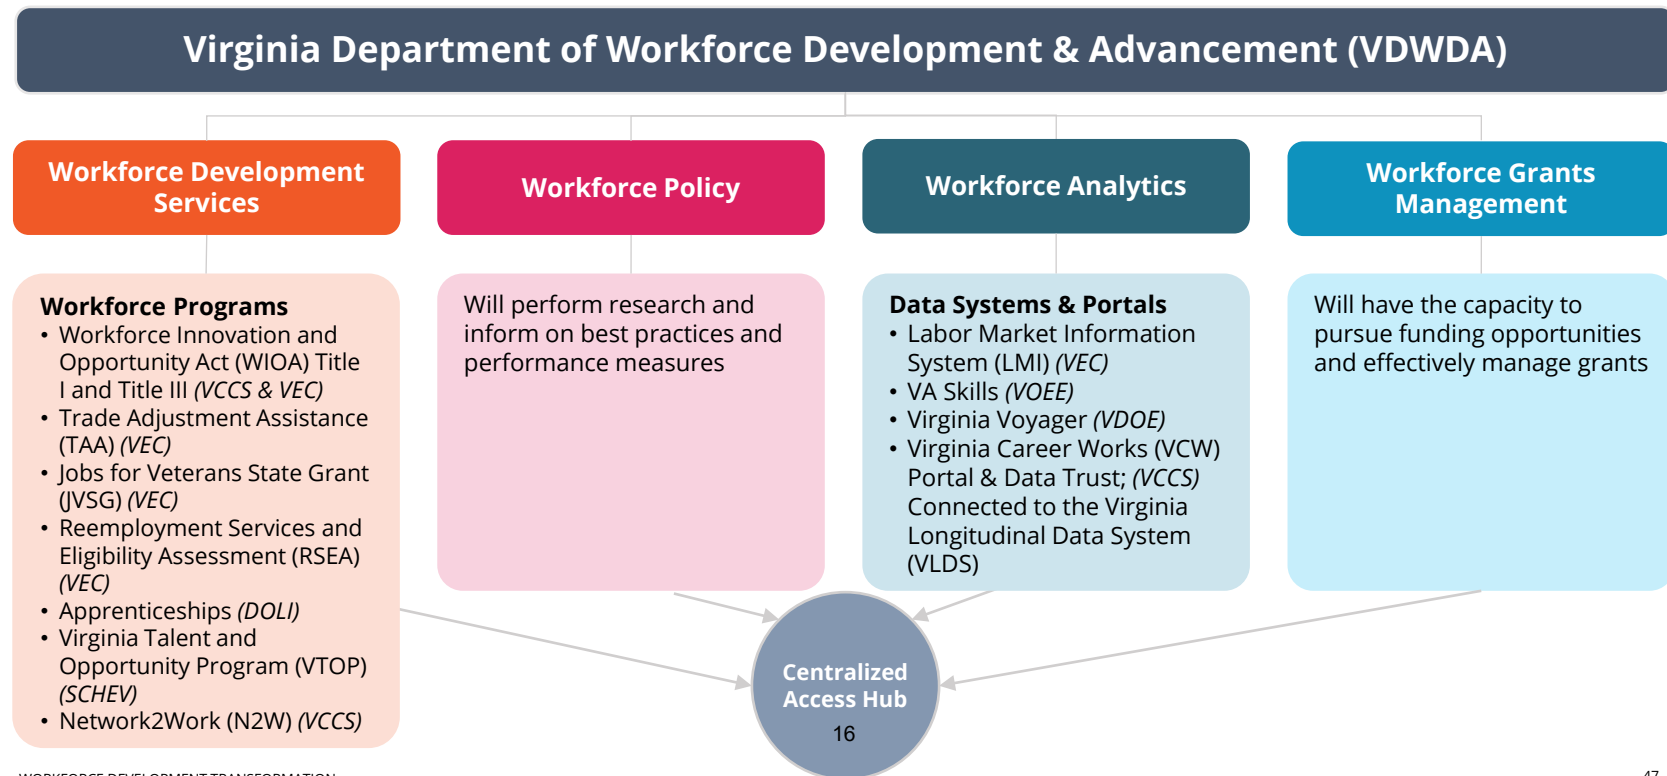 Virginia Department of Workforce Development & Advancement (VDWDA)
Workforce Development
Services
Workforce Policy
Workforce Analytics
Workforce Grants
Management
Workforce Programs
• Workforce Innovation and
Opportunity Act (WIOA) Title
I and Title III (VCCS & VEC)
• Trade Adjustment Assistance
(TAA) (VEC)
• Jobs for Veterans State Grant
(JVSG) (VEC)
• Reemployment Services and
Eligibility Assessment (RSEA)
(VEC)
• Apprenticeships (DOLI)
• Virginia Talent and
Opportunity Program (VTOP)
(SCHEV)
• Network2Work (N2W) (VCCS)
Will perform research and
inform on best practices and
performance measures
Data Systems & Portals
• Labor Market Information
System (LMI) (VEC)
• VA Skills (VOEE)
• Virginia Voyager (VDOE)
• Virginia Career Works (VCW)
Portal & Data Trust; (VCCS)
Connected to the Virginia
Longitudinal Data System
(VLDS)
Will have the capacity to
pursue funding opportunities
and effectively manage grants
Centralized
Access Hub
16
WORKFORCE DEVELOPMENT TRANSFORMATION
47